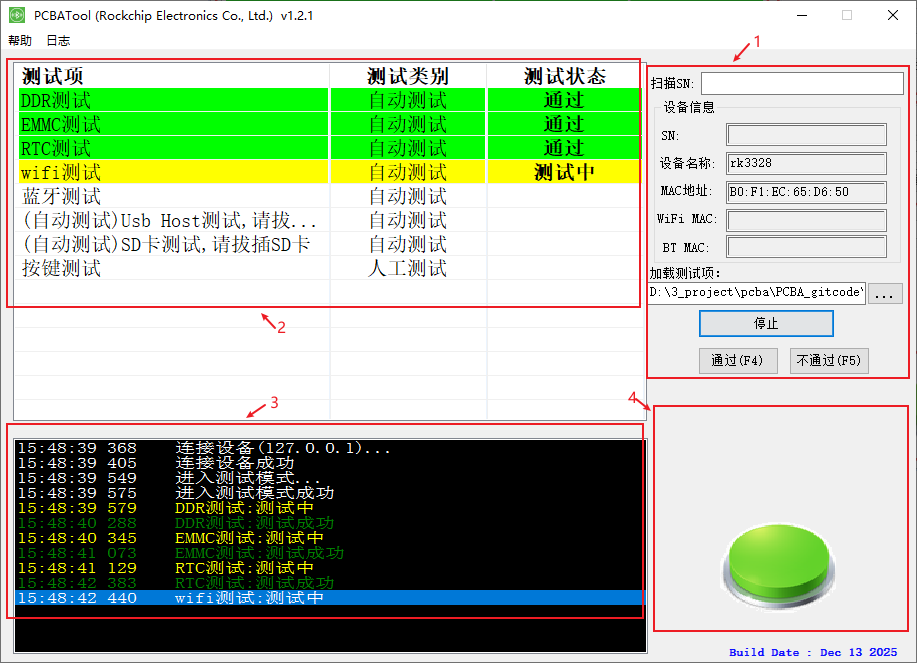 PCBATool (Rockchip Electronics Co., Ltd.) v1.2.1
帮助 日志
1
测试项 测试类别 测试状态
DDR测试 自动测试 通过
EMMC测试 自动测试 通过
RTC测试 自动测试 通过
wifi测试 自动测试 测试中
蓝牙测试 自动测试
(自动测试)Usb Host测试,请拔... 自动测试
(自动测试)SD卡测试,请拔插SD卡 自动测试
按键测试 人工测试
2
扫描SN:
设备信息
SN:
设备名称: rk3328
MAC地址: B0:F1:EC:65:D6:50
WiFi MAC:
BT MAC:
加载测试项:
D:\3_project\pcba\PCBA_gitcode\ ...
停止
通过(F4) 不通过(F5)
3
15:48:39 368 连接设备(127.0.0.1)...
15:48:39 405 连接设备成功
15:48:39 549 进入测试模式...
15:48:39 575 进入测试模式成功
15:48:39 579 DDR测试:测试中
15:48:40 288 DDR测试:测试成功
15:48:40 345 EMMC测试:测试中
15:48:41 073 EMMC测试:测试成功
15:48:41 129 RTC测试:测试中
15:48:42 383 RTC测试:测试成功
15:48:42 440 wifi测试:测试中
4
Build Date : Dec 13 2025